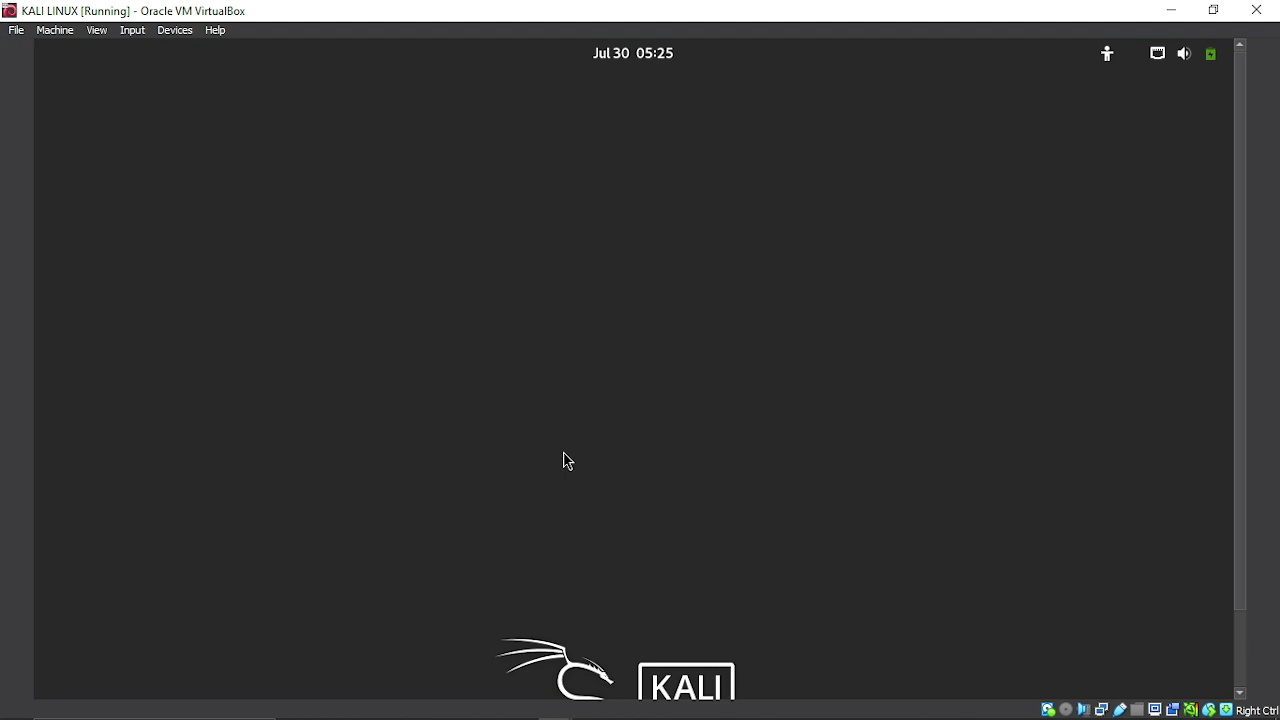 KALI LINUX [Running] - Oracle VM VirtualBox
File Machine View Input Devices Help
Jul 30 05:25
KALI
Right Ctrl